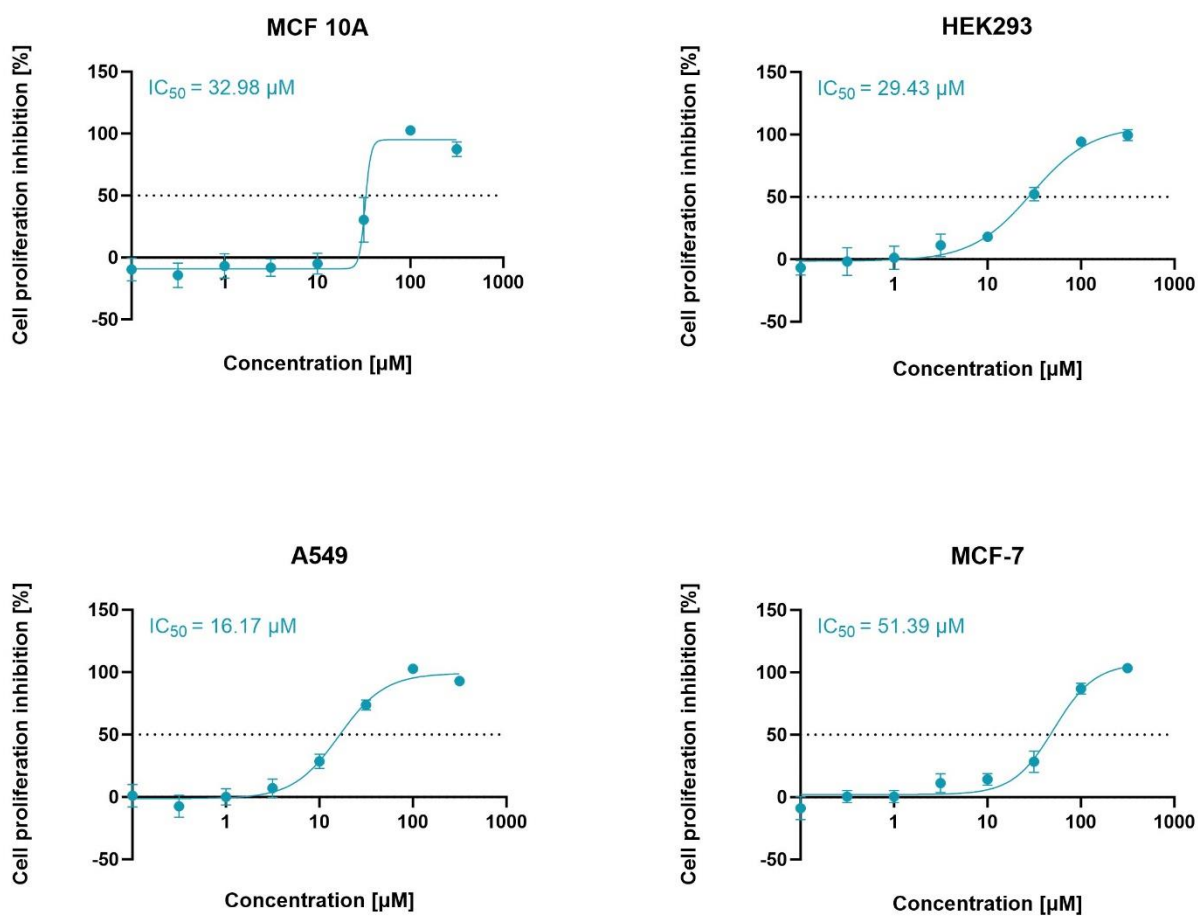 MCF 10A
Cell proliferation inhibition [%]
IC50 = 32.98 µM
150
100
50
0
-50
1
10
100
1000
Concentration [µM]
HEK293
Cell proliferation inhibition [%]
IC50 = 29.43 µM
150
100
50
0
-50
1
10
100
1000
Concentration [µM]
A549
Cell proliferation inhibition [%]
IC50 = 16.17 µM
150
100
50
0
-50
1
10
100
1000
Concentration [µM]
MCF-7
Cell proliferation inhibition [%]
IC50 = 51.39 µM
150
100
50
0
-50
1
10
100
1000
Concentration [µM]